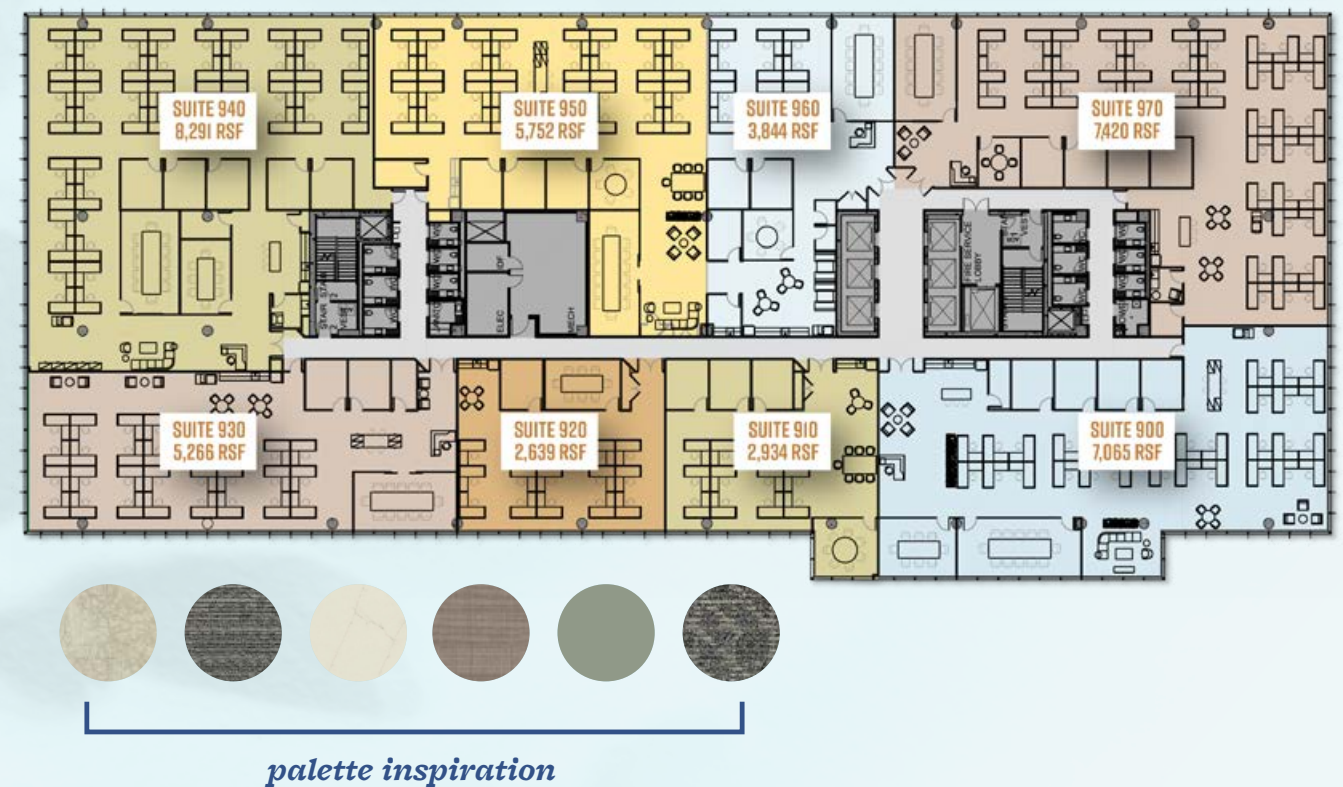 SUITE 940
8,291 RSF
SUITE 950
5,752 RSF
SUITE 960
3,844 RSF
SUITE 970
7,420 RSF
FIRE SERVICE
LOBBY
IDF
ELEC
MECH
STAIR
SUITE 930
5,266 RSF
SUITE 920
2,639 RSF
SUITE 910
2,934 RSF
SUITE 900
7,065 RSF
palette inspiration